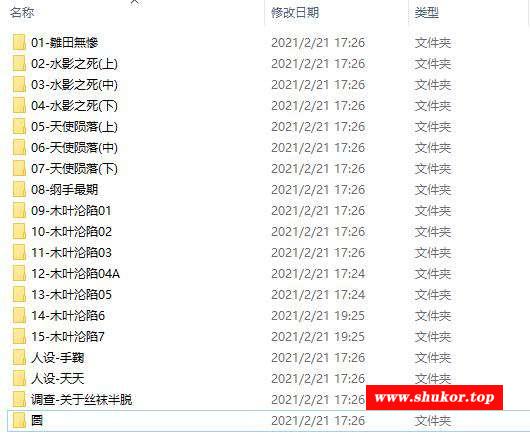 名称 修改日期 类型
01-雛田無慘 2021/2/21 17:26 文件夹
02-水影之死(上) 2021/2/21 17:26 文件夹
03-水影之死(中) 2021/2/21 17:26 文件夹
04-水影之死(下) 2021/2/21 17:26 文件夹
05-天使陨落(上) 2021/2/21 17:26 文件夹
06-天使陨落(中) 2021/2/21 17:26 文件夹
07-天使陨落(下) 2021/2/21 17:26 文件夹
08-纲手最期 2021/2/21 17:26 文件夹
09-木叶沦陷01 2021/2/21 17:26 文件夹
10-木叶沦陷02 2021/2/21 17:26 文件夹
11-木叶沦陷03 2021/2/21 17:26 文件夹
12-木叶沦陷04A 2021/2/21 17:24 文件夹
13-木叶沦陷05 2021/2/21 17:24 文件夹
14-木叶沦陷6 2021/2/21 19:25 文件夹
15-木叶沦陷7 2021/2/21 19:25 文件夹
人设-手鞠 2021/2/21 17:26 文件夹
人设-天天 2021/2/21 17:26 文件夹
调查-关于丝袜半脱 2021/2/21 17:26 文件夹
www.shukor.top
圆 2021/2/21 17:26 文件夹